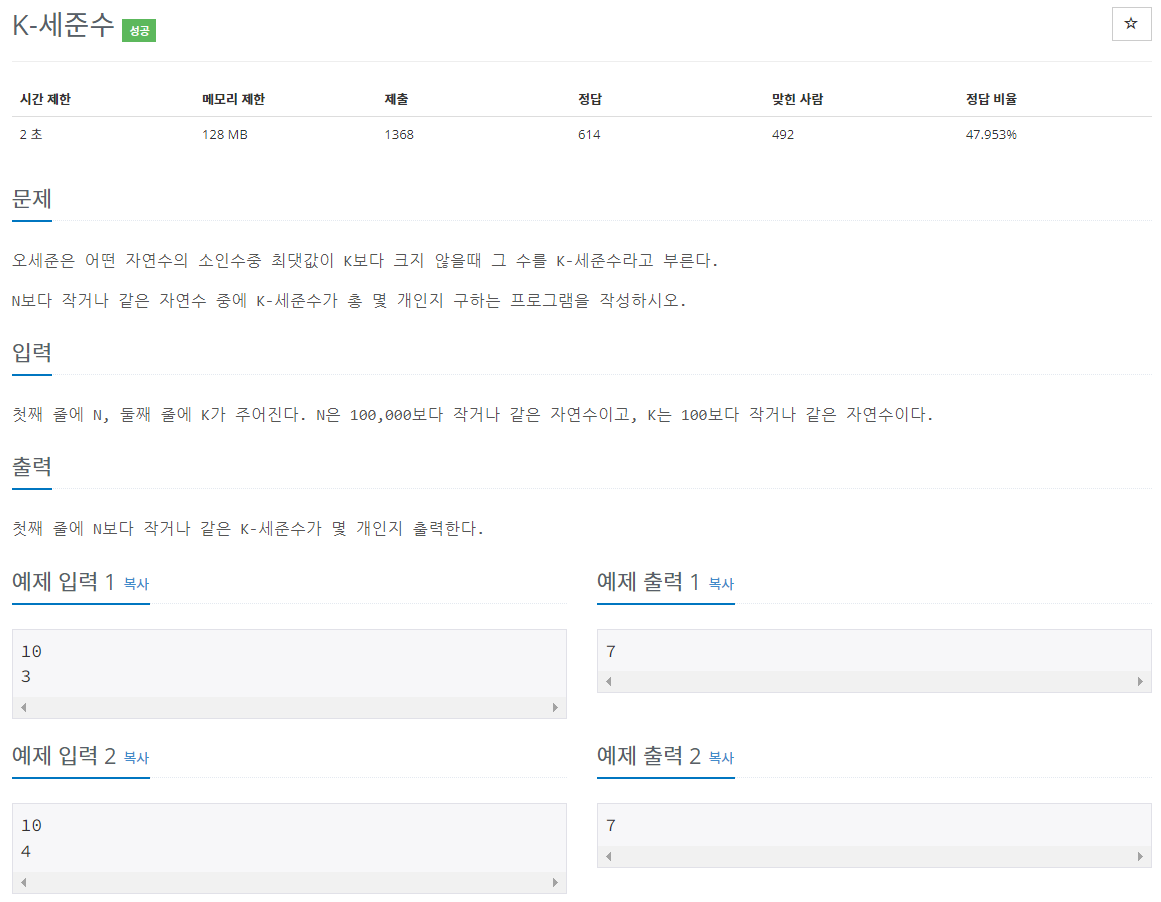 K-세준수 성공
☆
시간 제한 메모리 제한 제출 정답 맞힌 사람 정답 비율
2 초 128 MB 1368 614 492 47.953%
문제
오세준은 어떤 자연수의 소인수중 최댓값이 K보다 크지 않을때 그 수를 K-세준수라고 부른다.
N보다 작거나 같은 자연수 중에 K-세준수가 총 몇 개인지 구하는 프로그램을 작성하시오.
입력
첫째 줄에 N, 둘째 줄에 K가 주어진다. N은 100,000보다 작거나 같은 자연수이고, K는 100보다 작거나 같은 자연수이다.
출력
첫째 줄에 N보다 작거나 같은 K-세준수가 몇 개인지 출력한다.
예제 입력 1 복사
10
3
예제 출력 1 복사
7
예제 입력 2 복사
10
4
예제 출력 2 복사
7